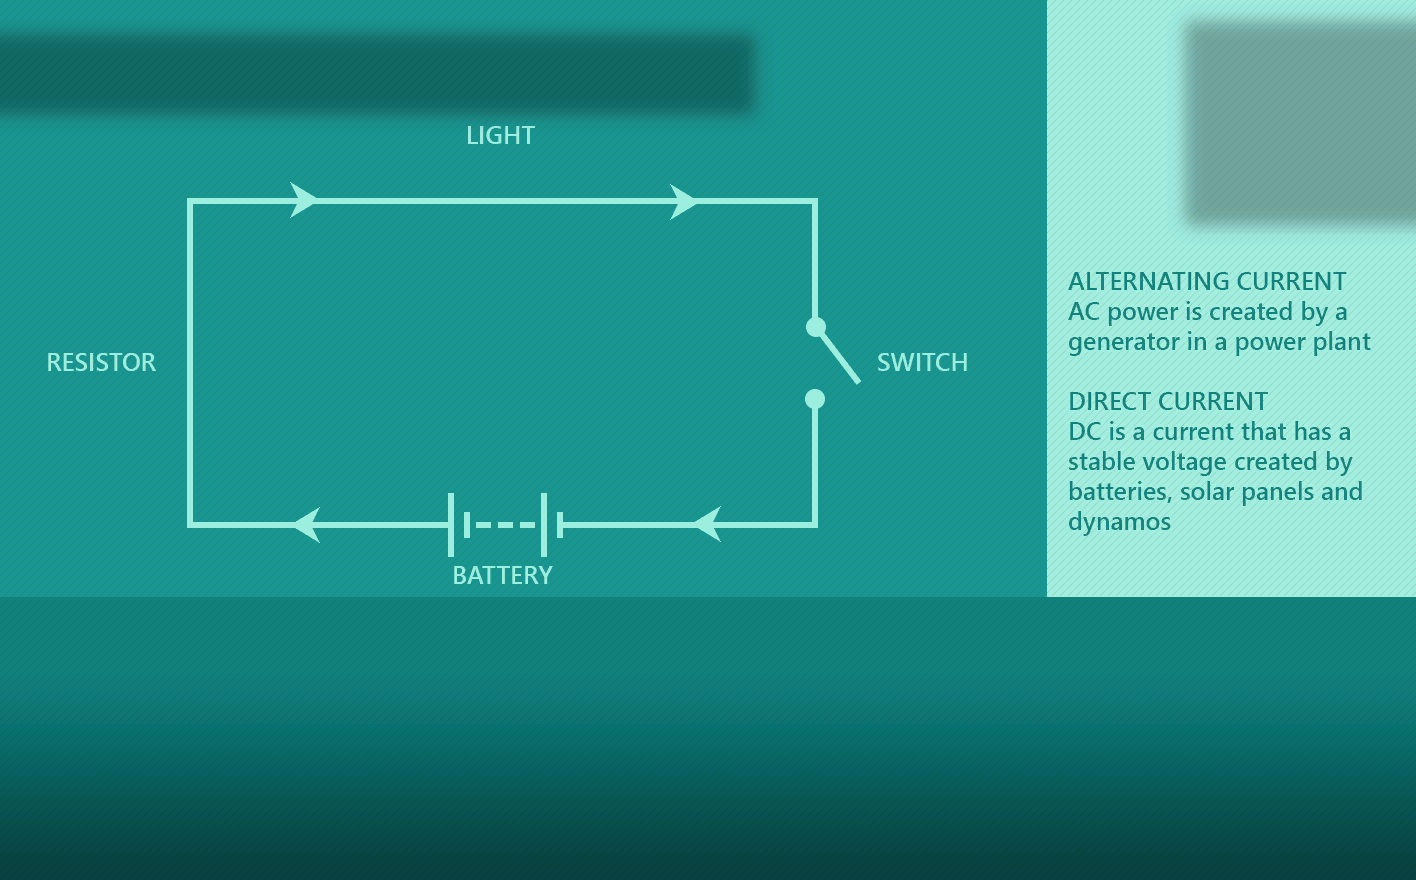 LIGHT
RESISTOR
SWITCH
BATTERY
ALTERNATING CURRENT
AC power is created by a
generator in a power plant
DIRECT CURRENT
DC is a current that has a
stable voltage created by
batteries, solar panels and
dynamos